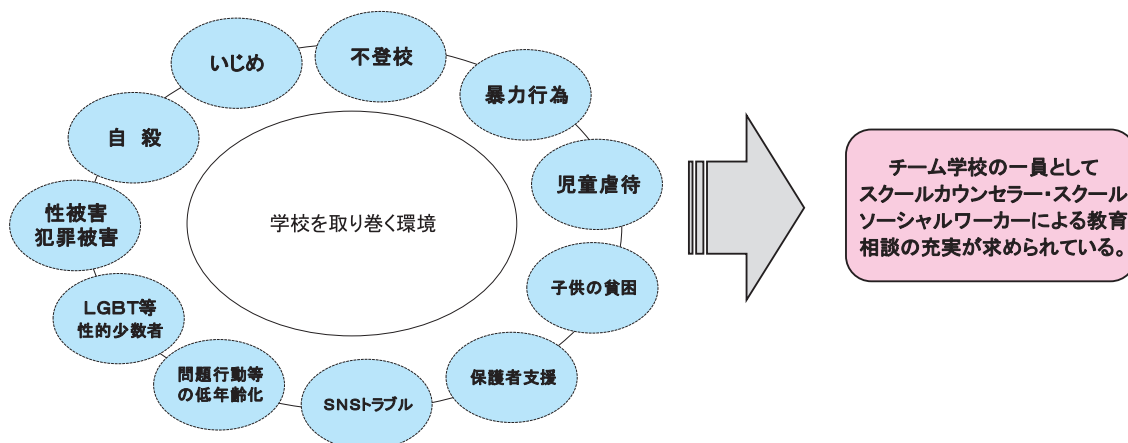 いじめ
不登校
暴力行為
児童虐待
子供の貧困
保護者支援
SNSトラブル
問題行動等
の低年齢化
LGBT等
性的少数者
性被害
犯罪被害
自 殺
学校を取り巻く環境
チーム学校の一員として
スクールカウンセラー・スクール
ソーシャルワーカーによる教育
相談の充実が求められている。